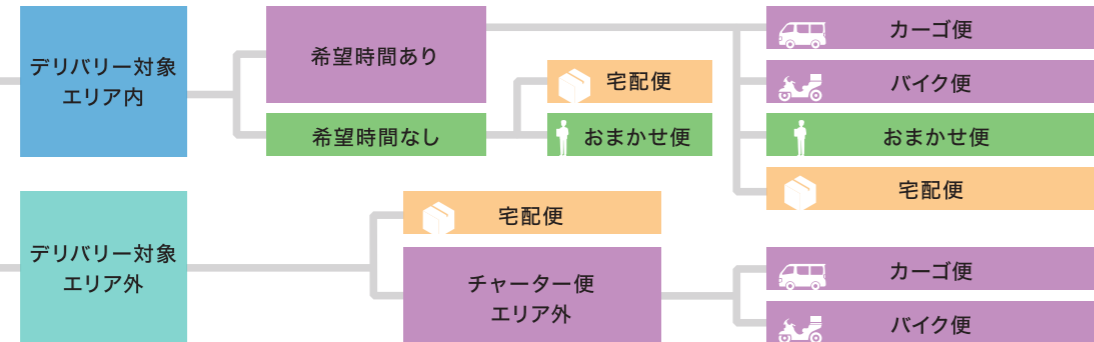 デリバリー対象
エリア内
希望時間あり
希望時間なし
宅配便
おまかせ便
カーゴ便
バイク便
おまかせ便
宅配便
デリバリー対象
エリア外
宅配便
チャーター便
エリア外
カーゴ便
バイク便